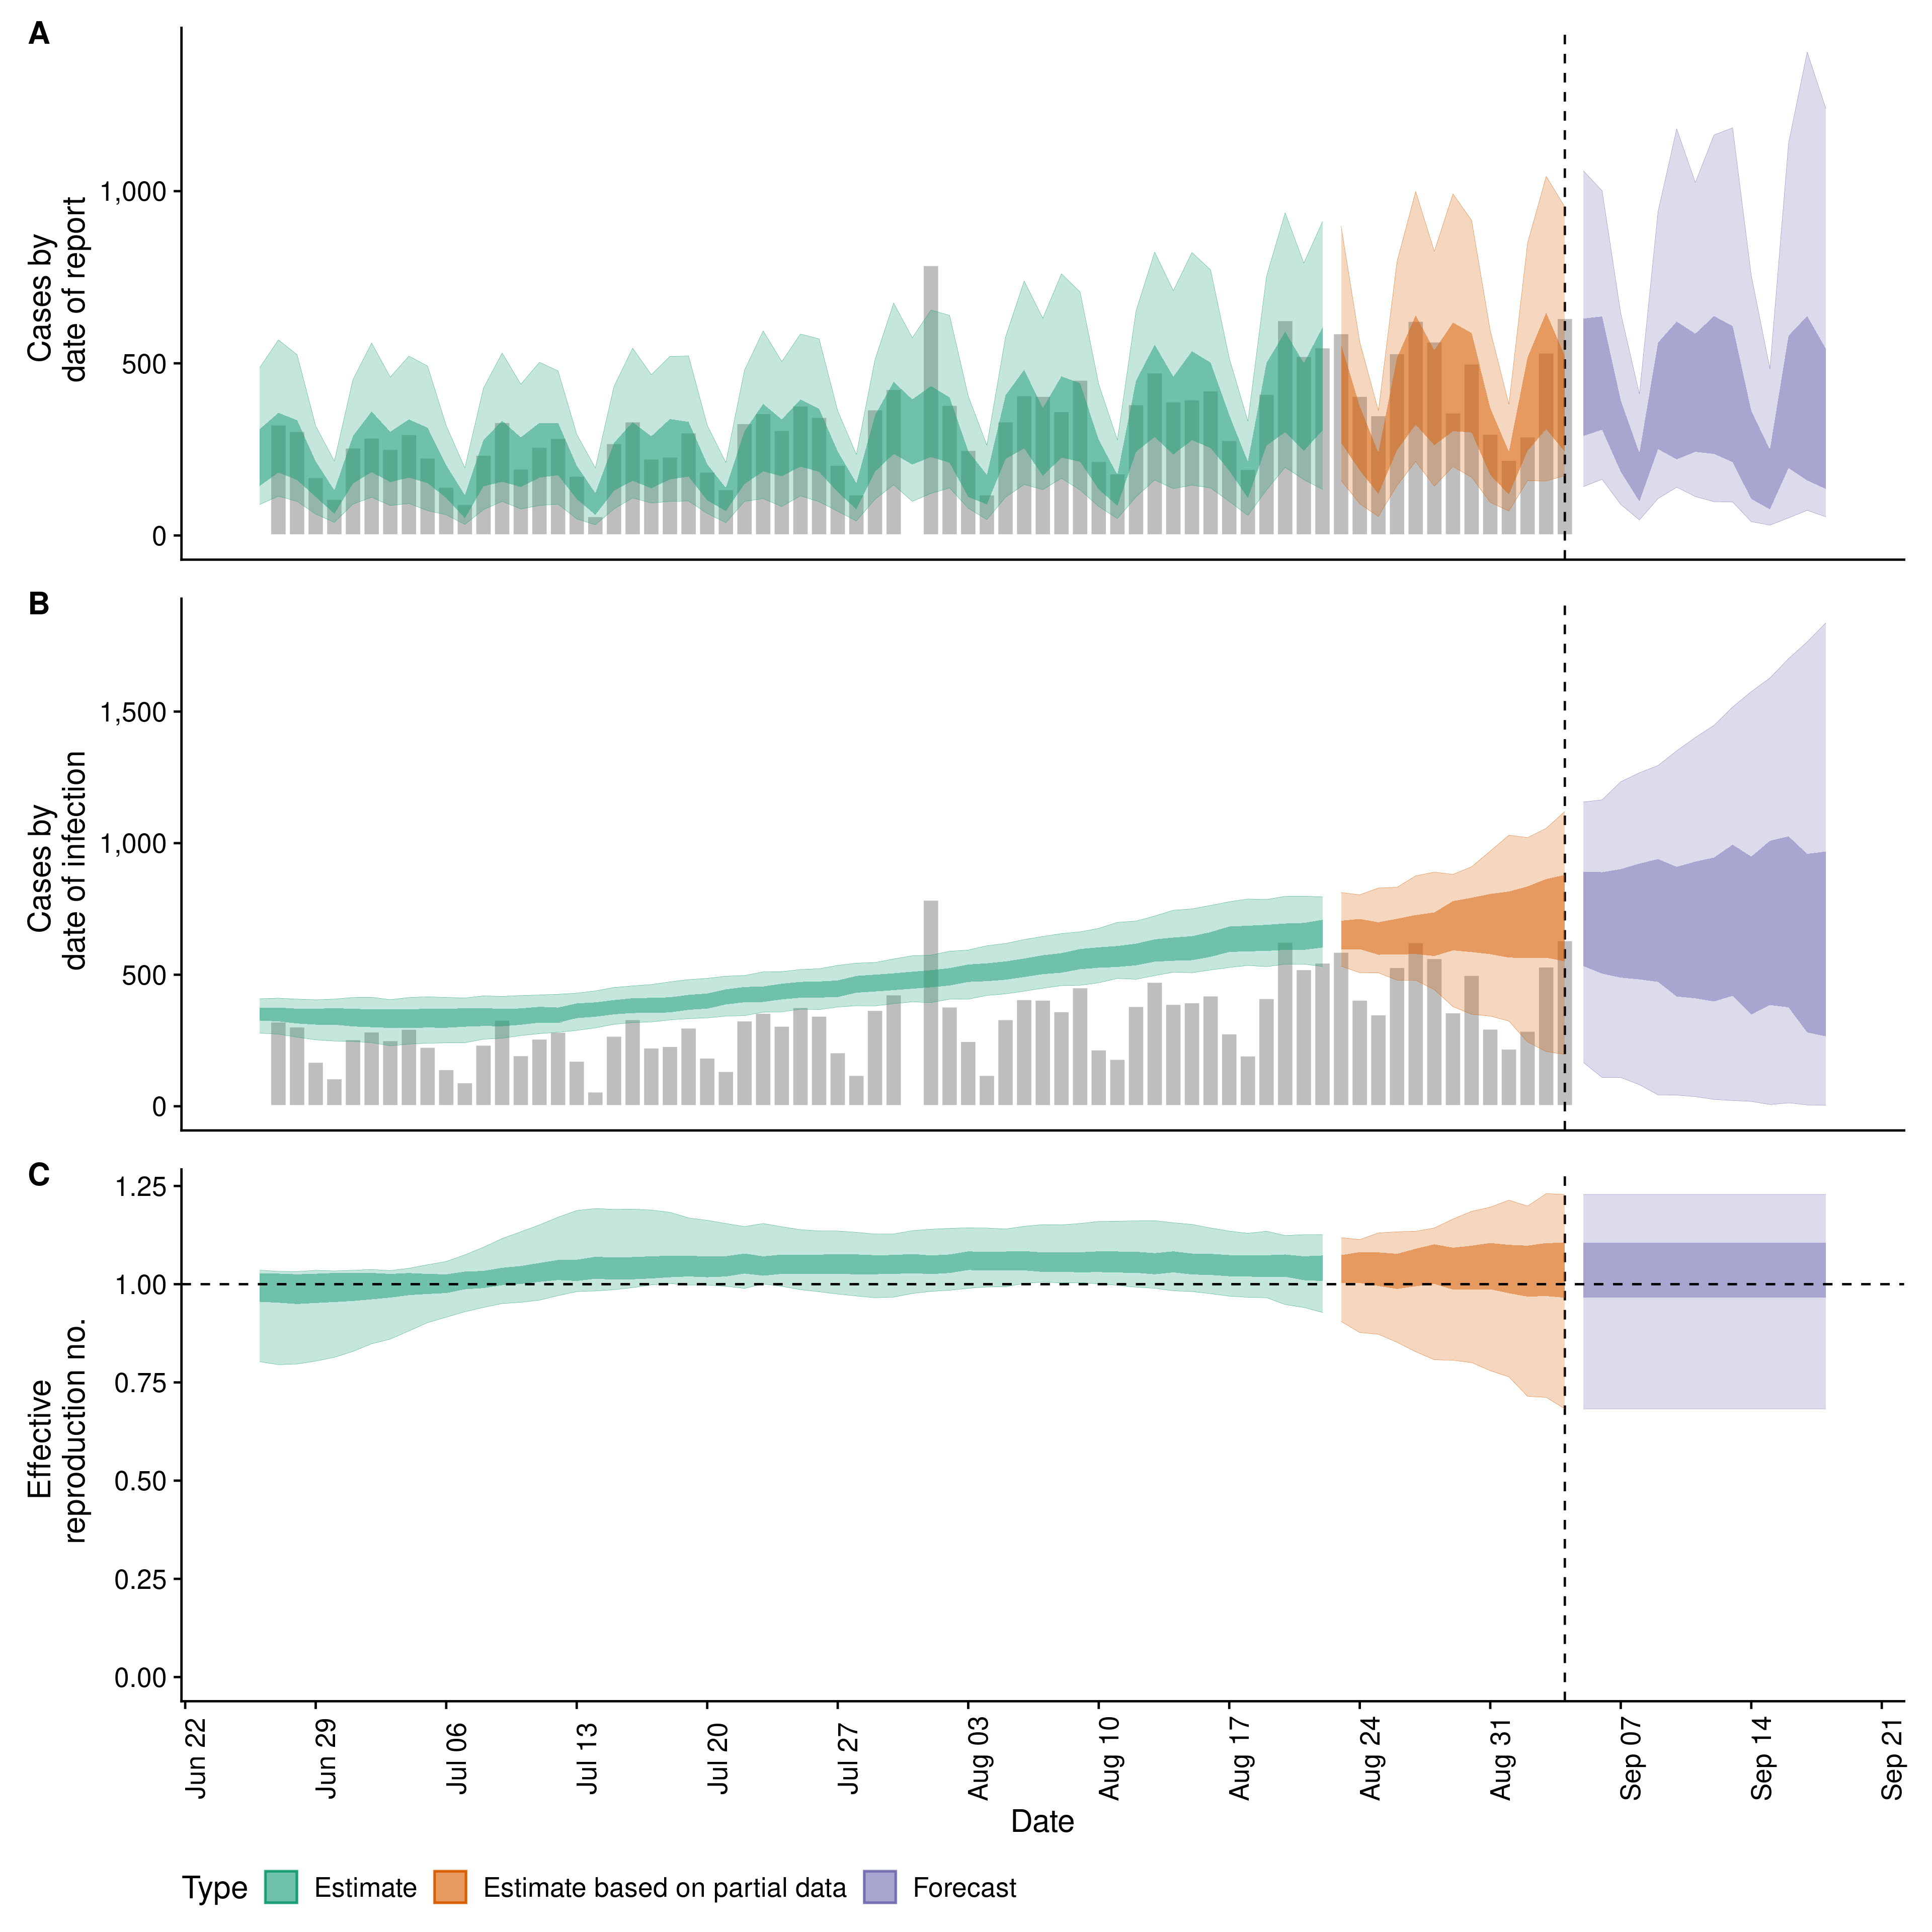 A
Cases by
date of report
1,000
500
0
B
Cases by
date of infection
1,500
1,000
500
0
C
Effective
reproduction no.
1.25
1.00
0.75
0.50
0.25
0.00
Jun 22
Jun 29
Jul 06
Jul 13
Jul 20
Jul 27
Aug 03
Aug 10
Aug 17
Aug 24
Aug 31
Sep 07
Sep 14
Sep 21
Date
Type Estimate Estimate based on partial data Forecast